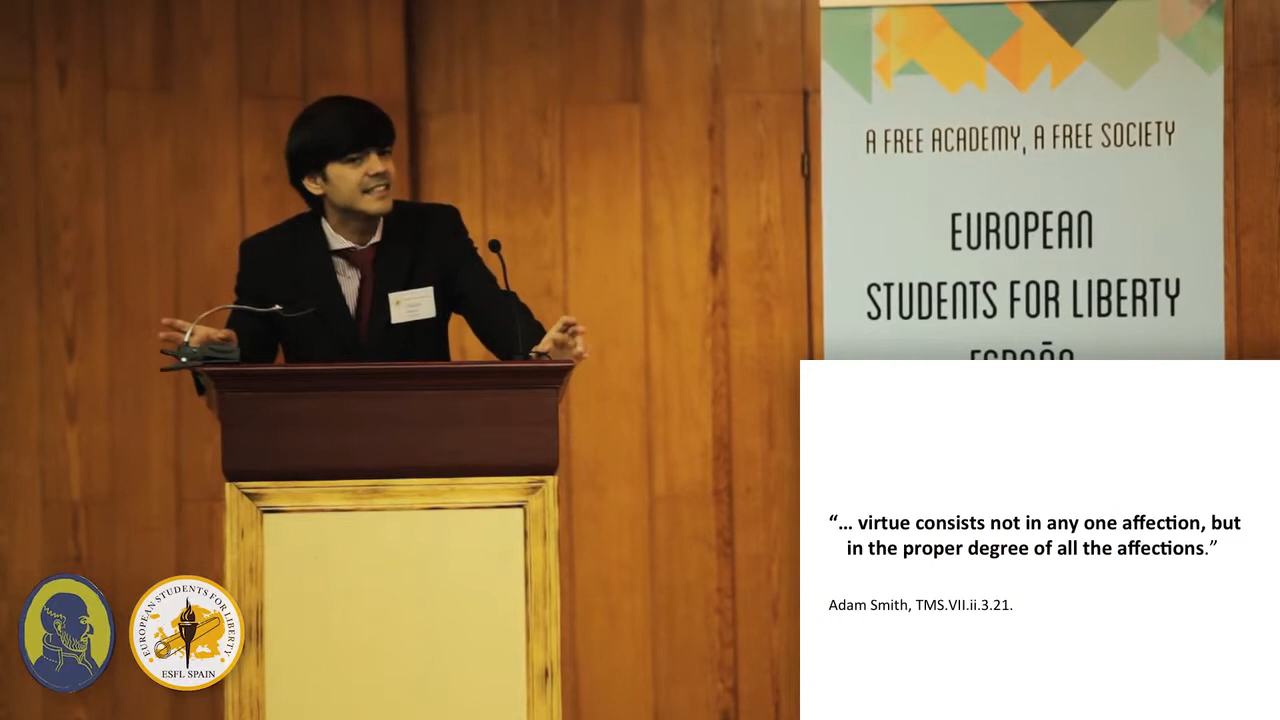 A FREE ACADEMY, A FREE SOCIETY
EUROPEAN
STUDENTS FOR LIBERTY
ESPAÑA
“… virtue consists not in any one affection, but
in the proper degree of all the affections.”
Adam Smith, TMS.VII.ii.3.21.
EUROPEAN STUDENTS FOR LIBERTY
ESFL SPAIN